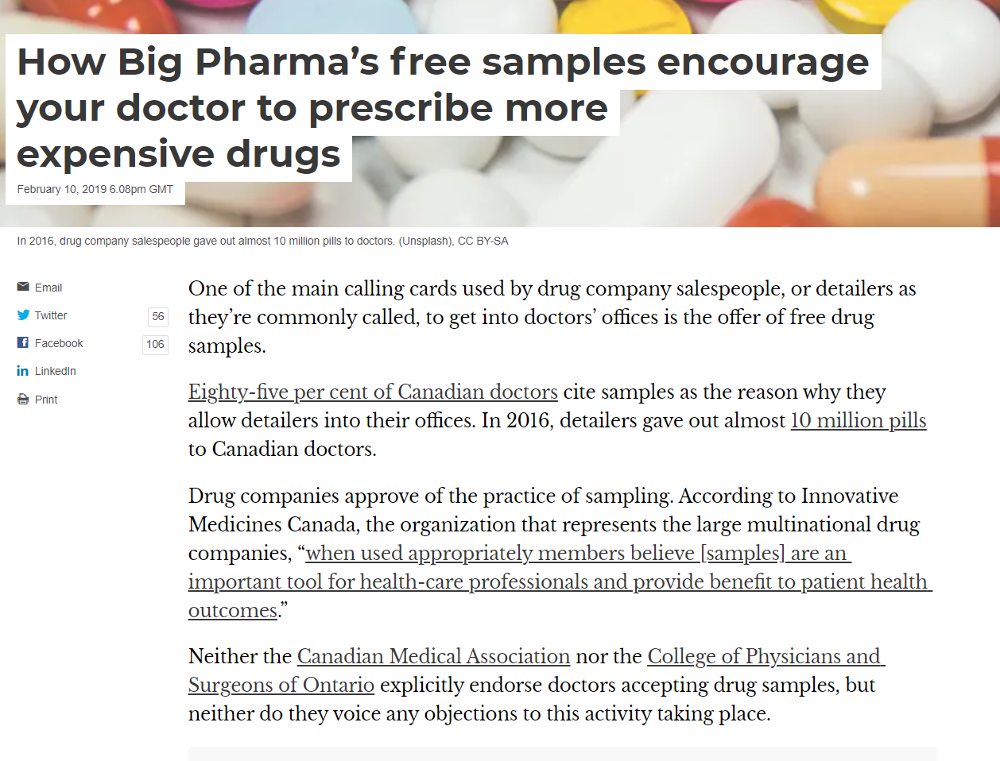 How Big Pharma’s free samples encourage
your doctor to prescribe more
expensive drugs
February 10, 2019 6.08pm GMT
In 2016, drug company salespeople gave out almost 10 million pills to doctors. (Unsplash), CC BY-SA
Email
Twitter 56
Facebook 106
LinkedIn
Print
One of the main calling cards used by drug company salespeople, or detailers as
they’re commonly called, to get into doctors’ offices is the offer of free drug
samples.
Eighty-five per cent of Canadian doctors cite samples as the reason why they
allow detailers into their offices. In 2016, detailers gave out almost 10 million pills
to Canadian doctors.
Drug companies approve of the practice of sampling. According to Innovative
Medicines Canada, the organization that represents the large multinational drug
companies, “when used appropriately members believe [samples] are an
important tool for health-care professionals and provide benefit to patient health
outcomes.”
Neither the Canadian Medical Association nor the College of Physicians and
Surgeons of Ontario explicitly endorse doctors accepting drug samples, but
neither do they voice any objections to this activity taking place.